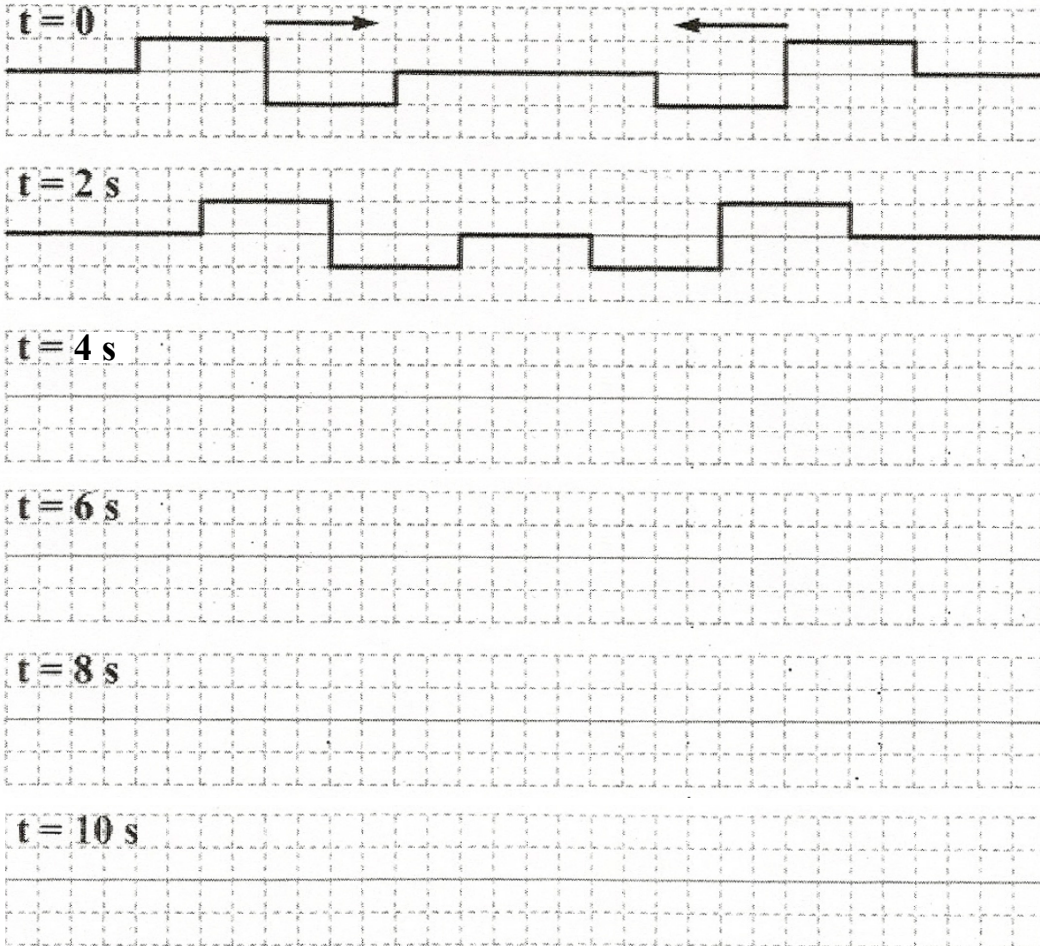 t = 0
t = 2 s
t = 4 s
t = 6 s
t = 8 s
t = 10 s